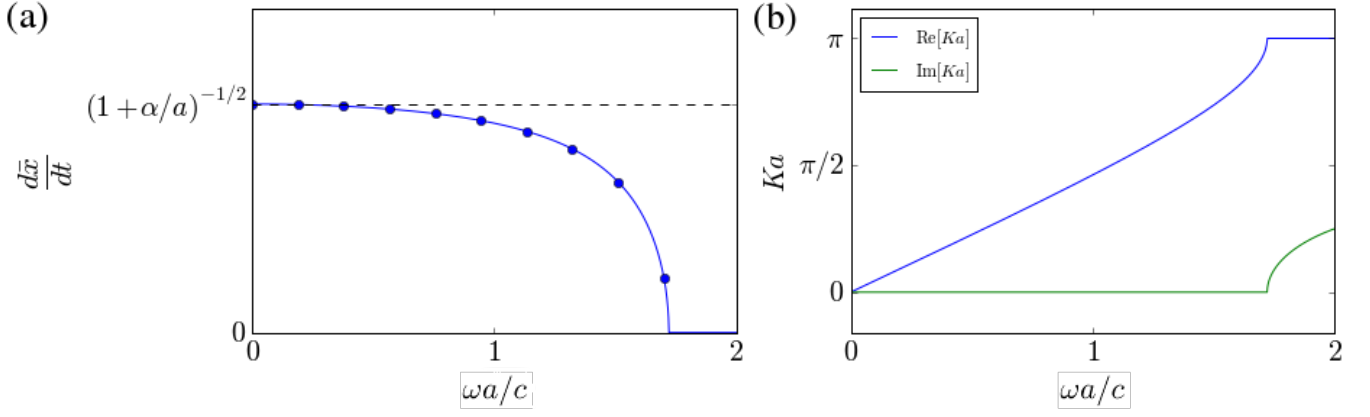 (a)
(1 + α/a)^{-1/2}
dx̄/dt
0
0 1 2
ωa/c
(b)
Re[Ka]
Im[Ka]
π
π/2
0
Ka
0 1 2
ωa/c